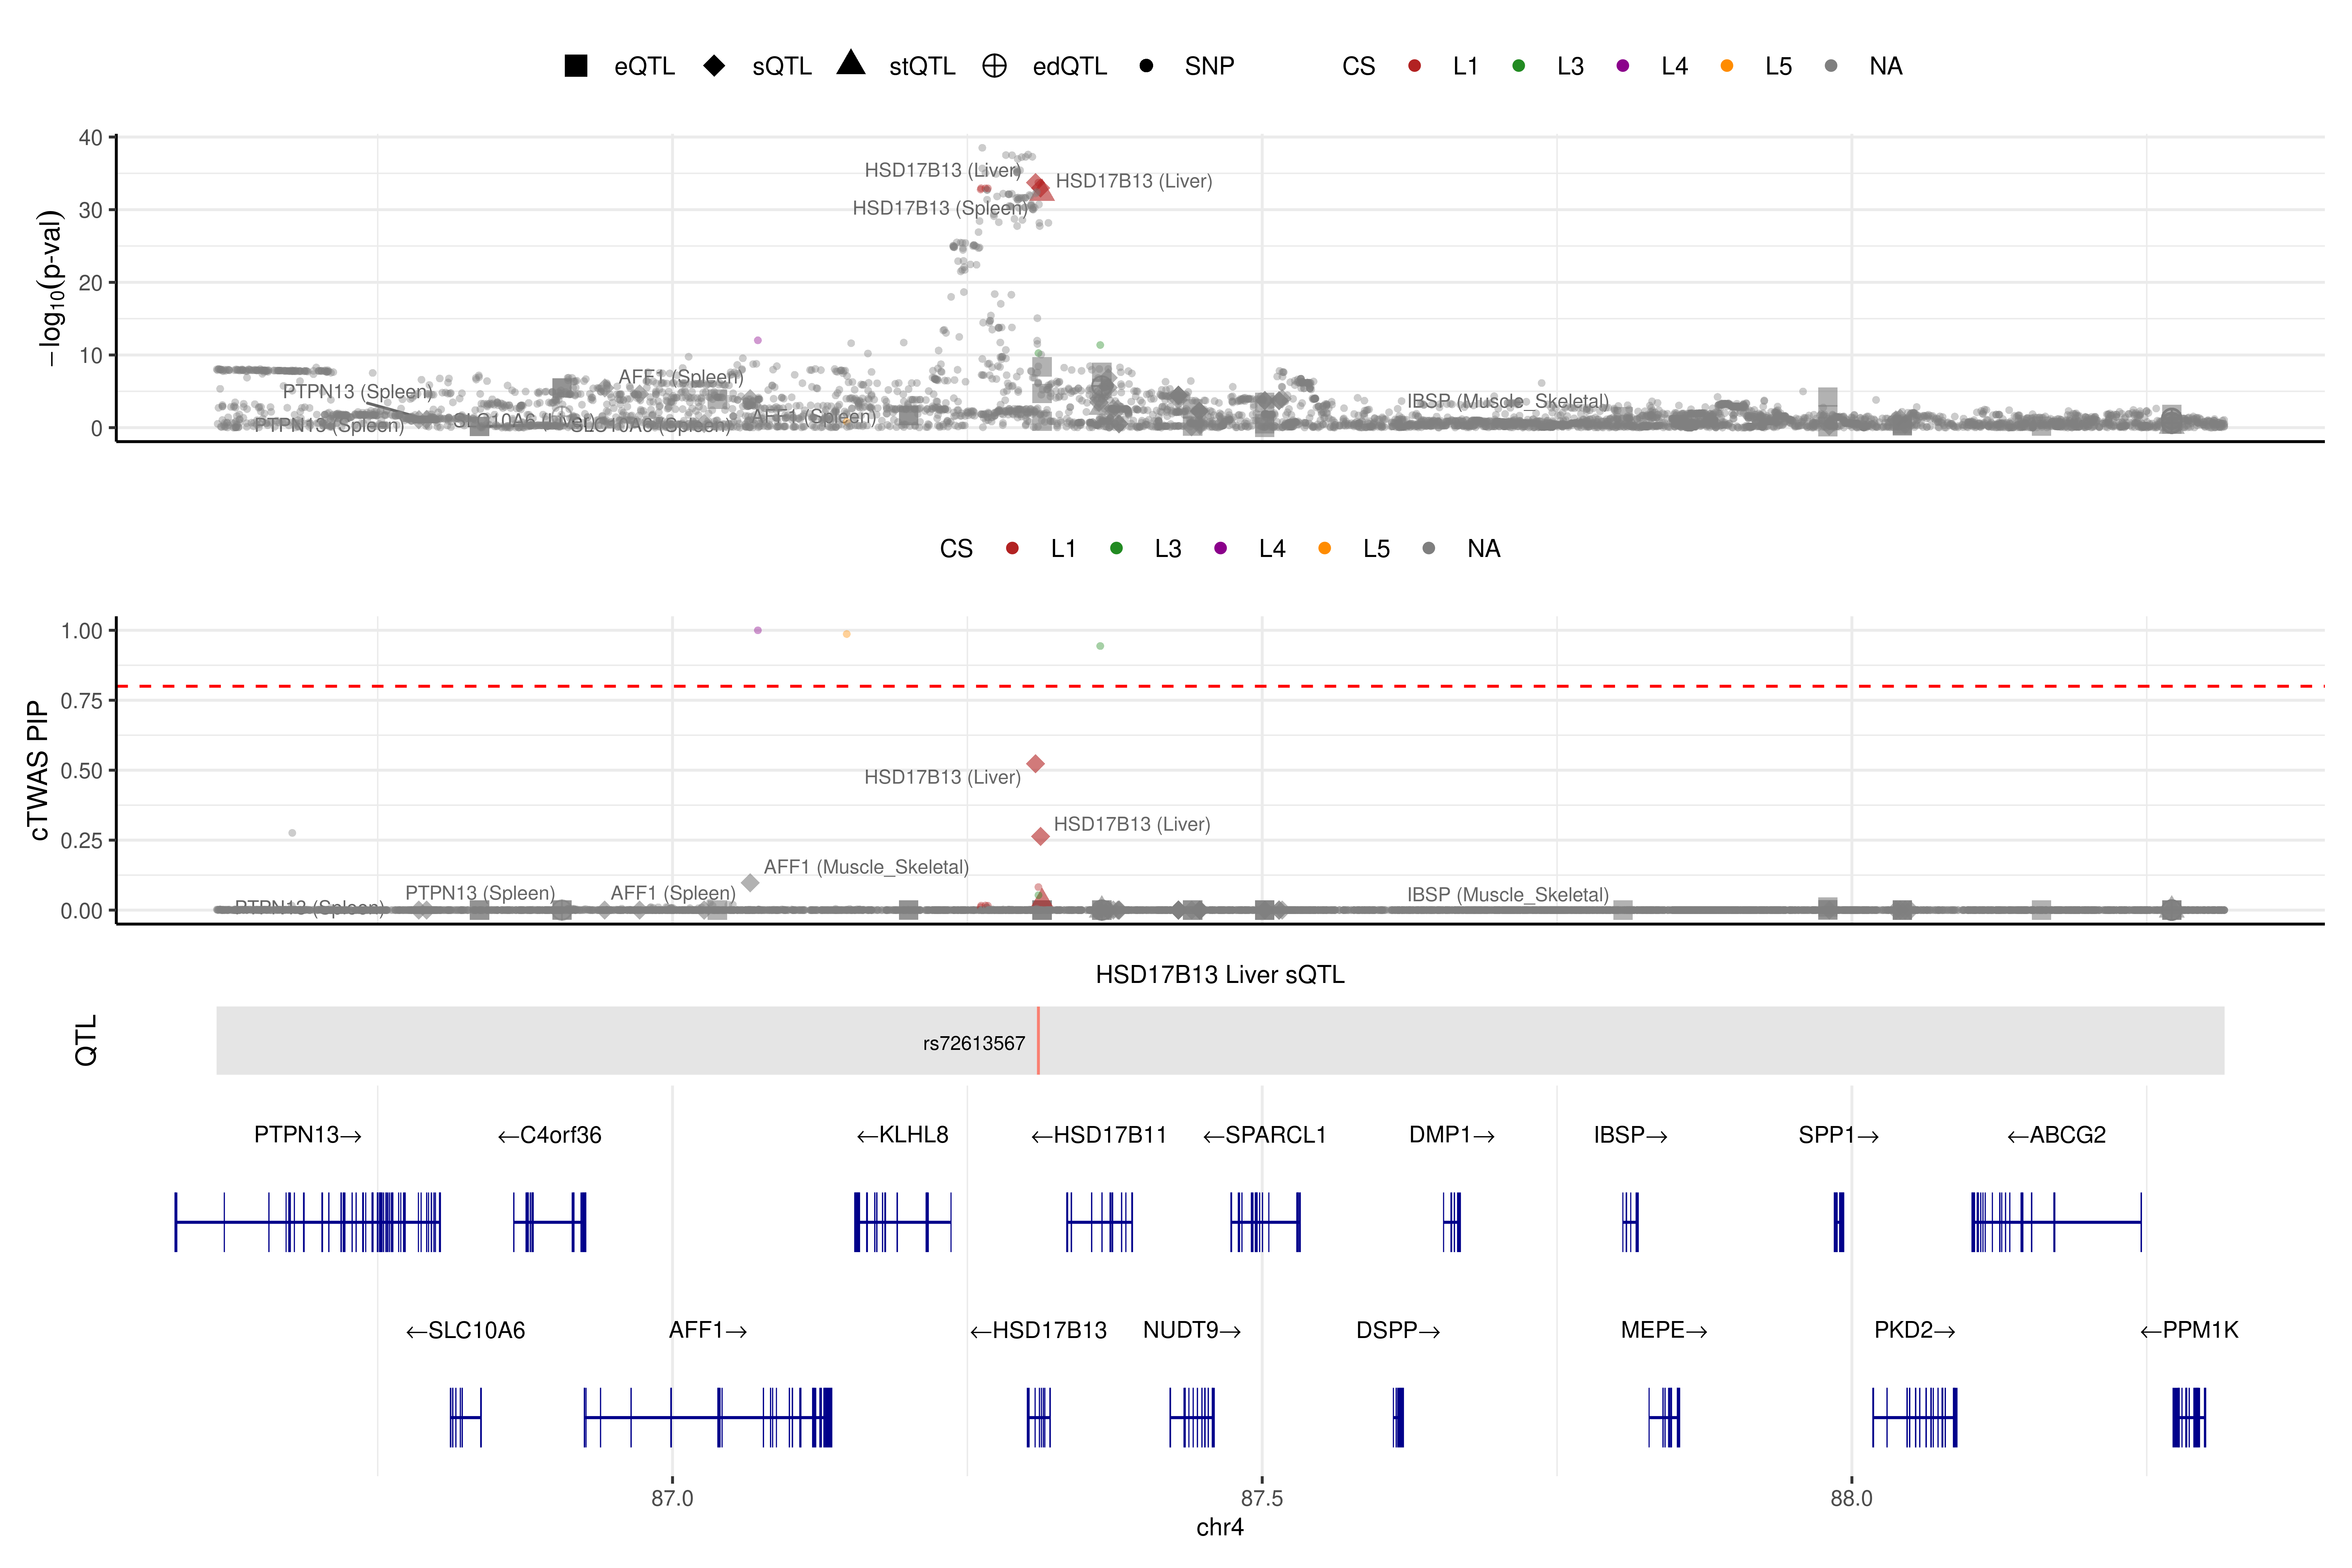 eQTL sQTL stQTL edQTL SNP CS L1 L3 L4 L5 NA
−log10(p-val)
40
30
20
10
0
HSD17B13 (Liver)
HSD17B13 (Liver)
HSD17B13 (Spleen)
AFF1 (Spleen)
PTPN13 (Spleen)
IBSP (Muscle_Skeletal)
AFF1 (Spleen)
SLC10A6 (Liver)
PTPN13 (Spleen)
SLC10A6 (Spleen)
CS L1 L3 L4 L5 NA
cTWAS PIP
1.00
0.75
0.50
0.25
0.00
HSD17B13 (Liver)
HSD17B13 (Liver)
AFF1 (Muscle_Skeletal)
PTPN13 (Spleen)
AFF1 (Spleen)
IBSP (Muscle_Skeletal)
PTPN13 (Spleen)
HSD17B13 Liver sQTL
QTL
rs72613567
PTPN13→ ←C4orf36 ←KLHL8 ←HSD17B11 ←SPARCL1 DMP1→ IBSP→ SPP1→ ←ABCG2
←SLC10A6 AFF1→ ←HSD17B13 NUDT9→ DSPP→ MEPE→ PKD2→ ←PPM1K
87.0 87.5 88.0
chr4